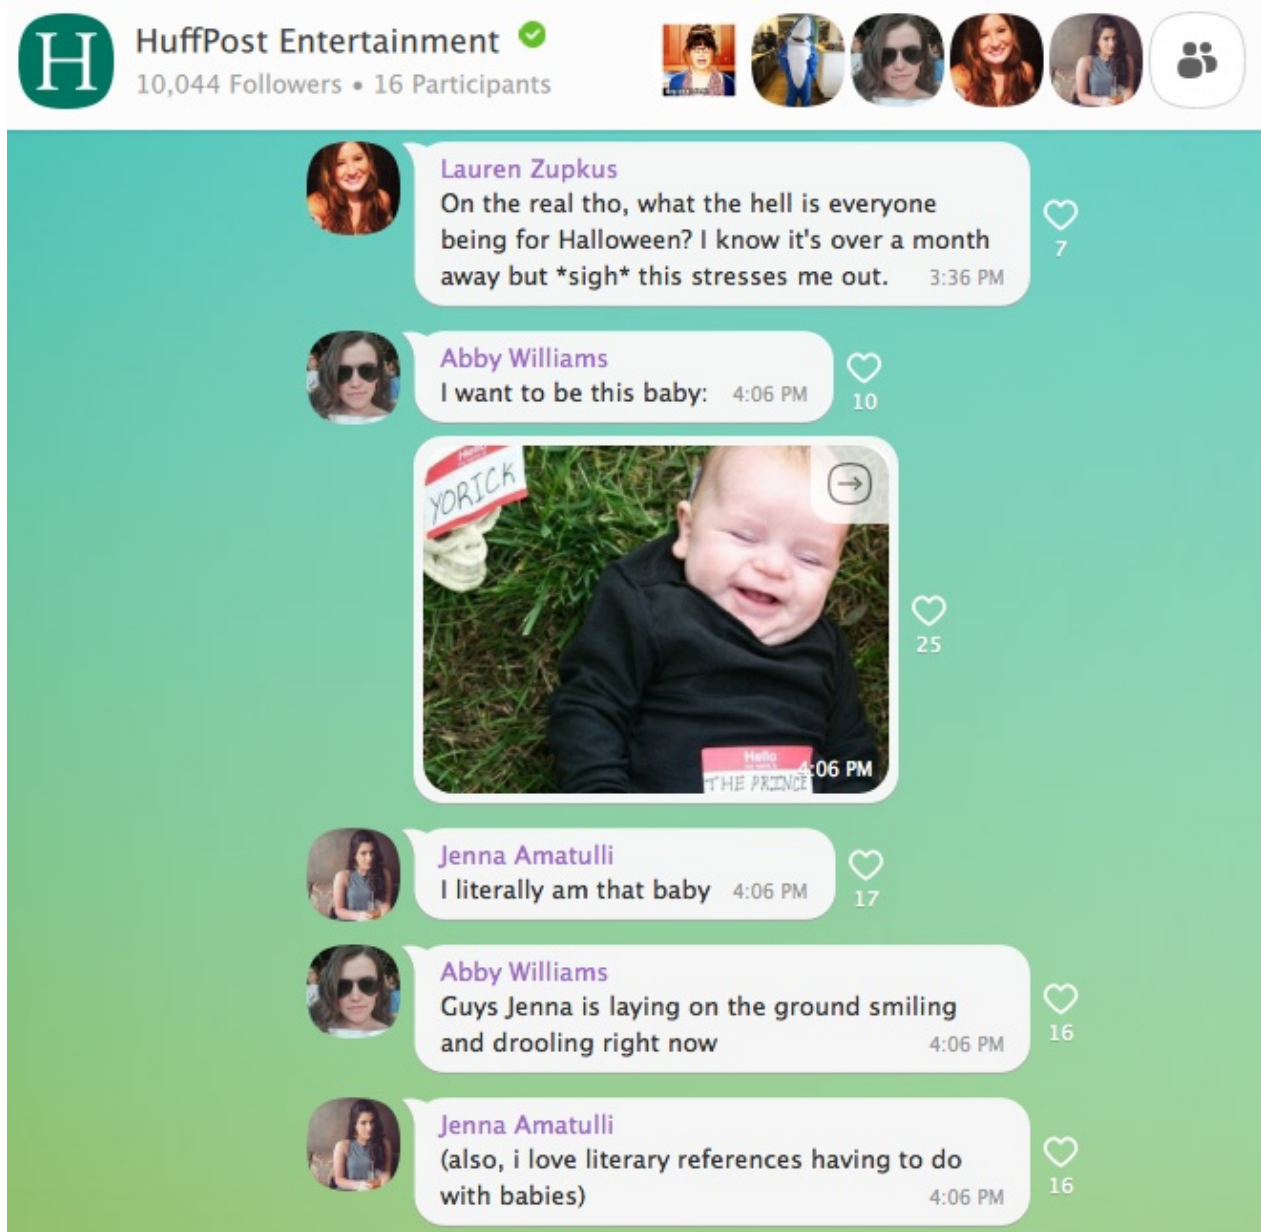 H
HuffPost Entertainment
10,044 Followers • 16 Participants
Lauren Zupkus
On the real tho, what the hell is everyone
being for Halloween? I know it's over a month
away but *sigh* this stresses me out. 3:36 PM
7
Abby Williams
I want to be this baby: 4:06 PM
10
Hello
YORICK
25
Hello
THE PRINCE
4:06 PM
Jenna Amatulli
I literally am that baby 4:06 PM
17
Abby Williams
Guys Jenna is laying on the ground smiling
and drooling right now 4:06 PM
16
Jenna Amatulli
(also, i love literary references having to do
with babies) 4:06 PM
16